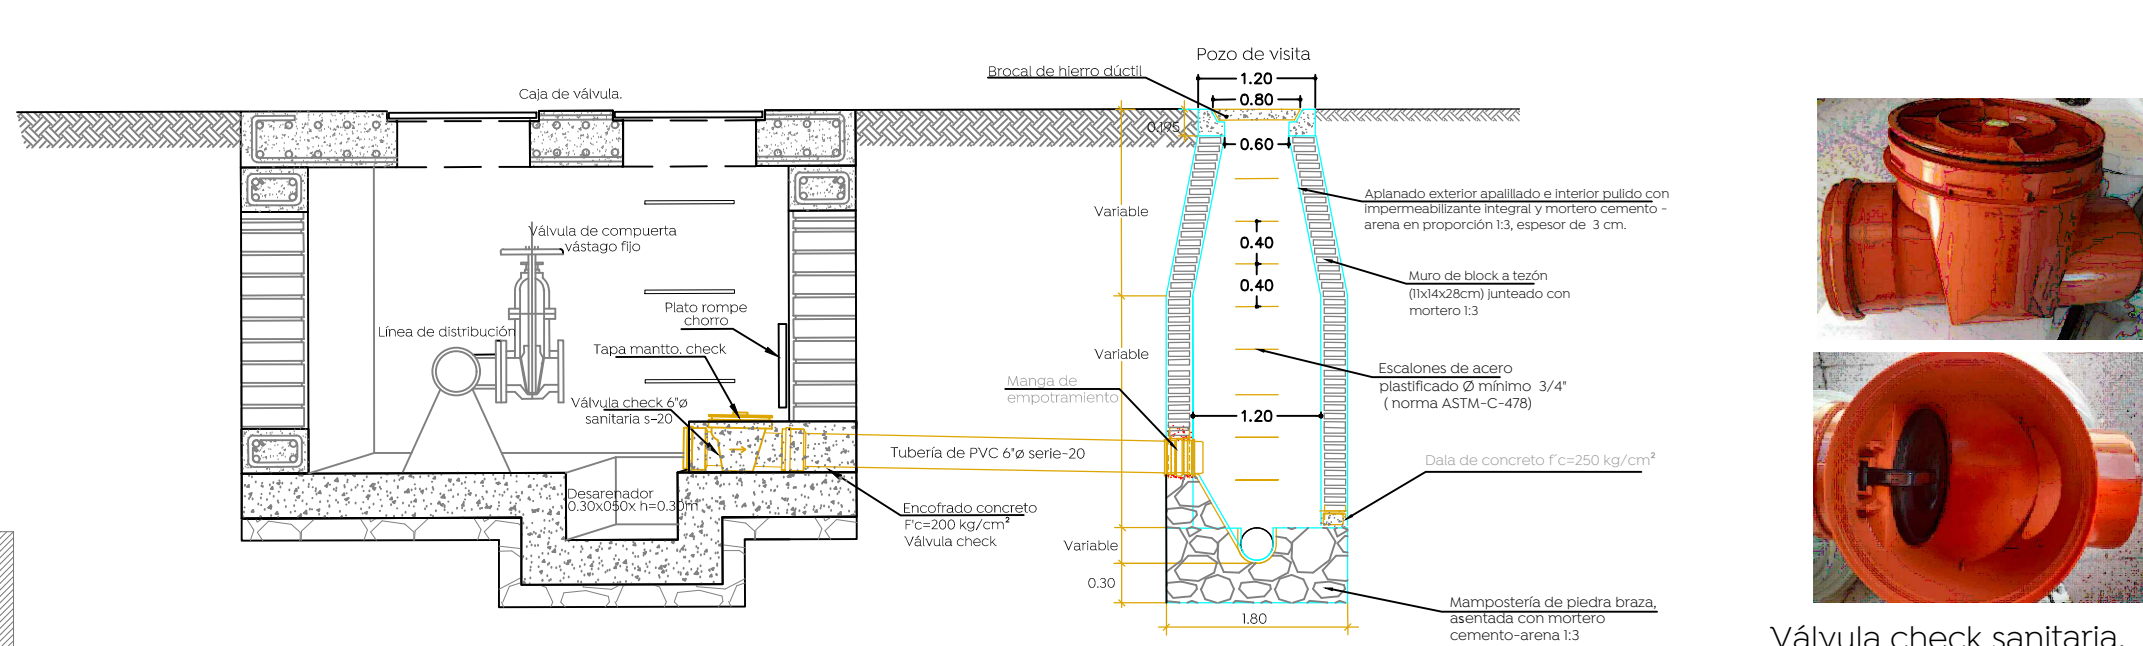 Pozo de visita
Brocal de hierro dúctil
1.20
0.80
Caja de válvula.
0.195
0.60
Aplanado exterior apalillado e interior pulido con
impermeabilizante integral y mortero cemento -
arena en proporción 1:3, espesor de 3 cm.
Variable
Válvula de compuerta
vástago fijo
0.40
0.40
Muro de block a tezón
(11x14x28cm) junteado con
mortero 1:3
Plato rompe
chorro
Línea de distribución
Tapa mantto. check
Variable
Escalones de acero
plastificado Ø mínimo 3/4"
( norma ASTM-C-478)
Manga de
empotramiento
Válvula check 6"ø
sanitaria s-20
1.20
Tubería de PVC 6"ø serie-20
Dala de concreto f´c=250 kg/cm²
Desarenador
0.30x050x h=0.30m
Encofrado concreto
F'c=200 kg/cm²
Válvula check
Variable
0.30
1.80
Mampostería de piedra braza,
asentada con mortero
cemento-arena 1:3
Válvula check sanitaria.